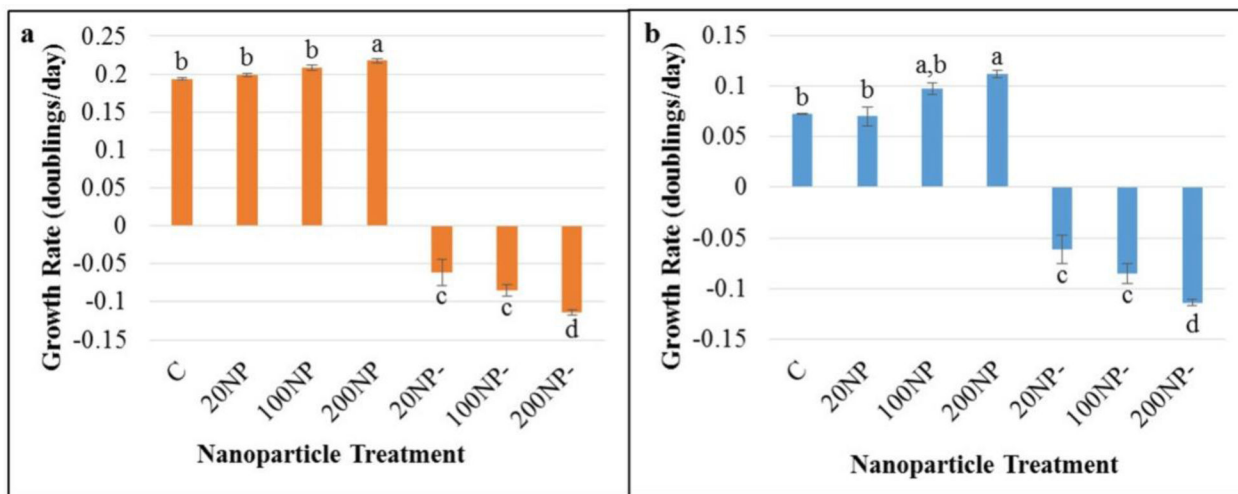 a
Growth Rate (doublings/day)
0.25
0.2
0.15
0.1
0.05
0
-0.05
-0.1
-0.15
b
b
b
a
c
c
d
C
20NP
100NP
200NP
20NP-
100NP-
200NP-
Nanoparticle Treatment
b
Growth Rate (doublings/day)
0.15
0.1
0.05
0
-0.05
-0.1
-0.15
b
b
a,b
a
c
c
d
C
20NP
100NP
200NP
20NP-
100NP-
200NP-
Nanoparticle Treatment